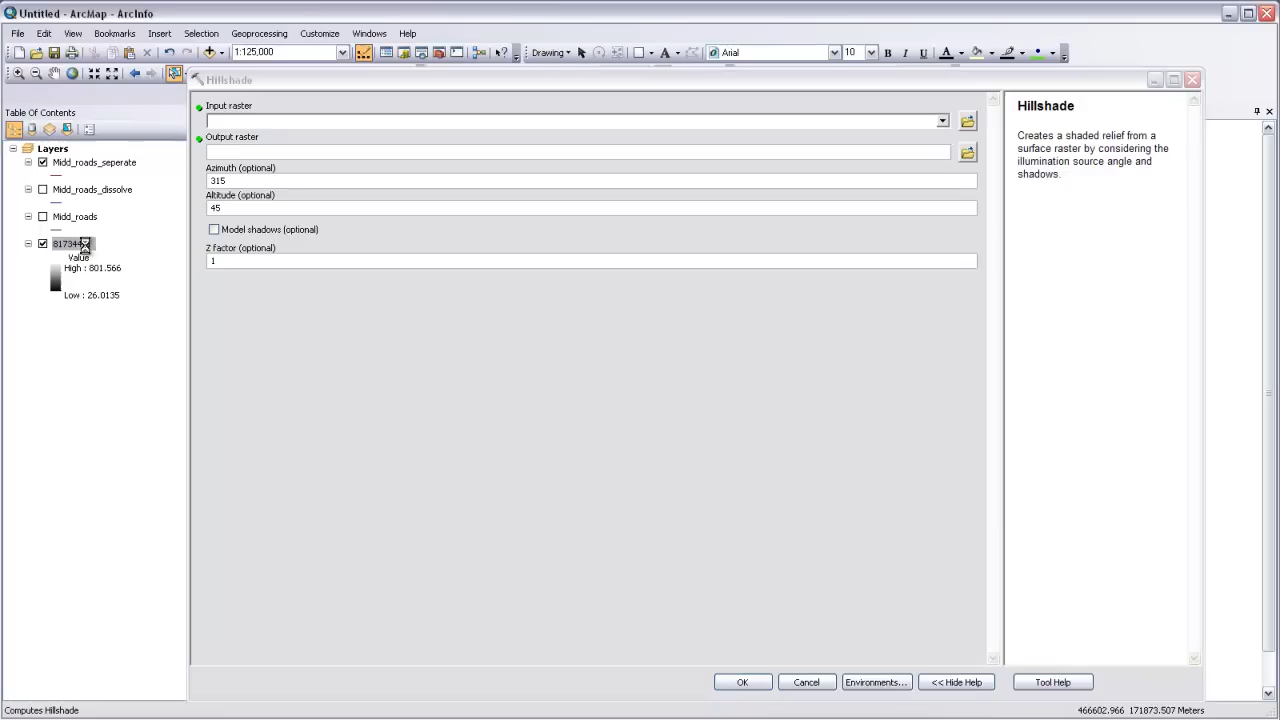 Untitled - ArcMap - ArcInfo
File Edit View Bookmarks Insert Selection Geoprocessing Customize Windows Help
1:125,000 Drawing Arial 10 B I U A
Hillshade
Table Of Contents
Layers
Midd_roads_seperate
Midd_roads_dissolve
Midd_roads
Value
High : 801.566
Low : 26.0135
Input raster
Output raster
Azimuth (optional)
315
Altitude (optional)
45
Model shadows (optional)
Z factor (optional)
1
OK Cancel Environments... << Hide Help Tool Help
Hillshade
Creates a shaded relief from a
surface raster by considering the
illumination source angle and
shadows.
Computes Hillshade
466602.966 171873.507 Meters